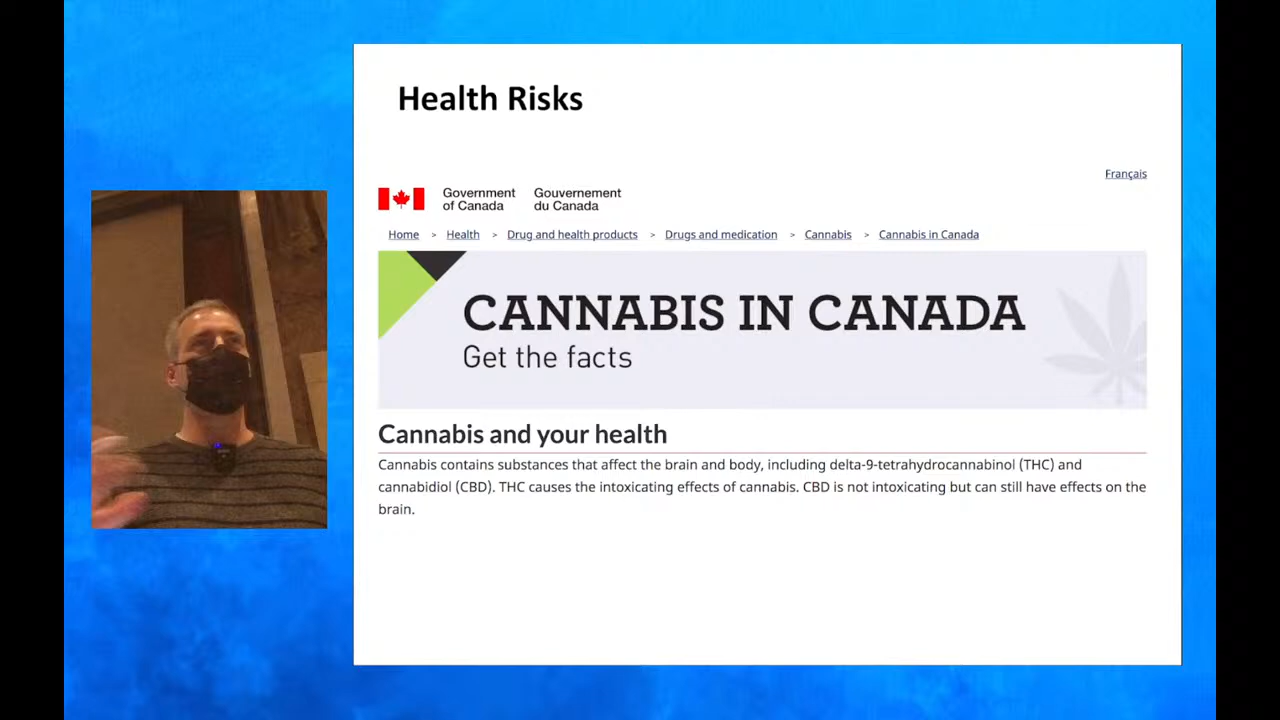 Health Risks
Français
Government of Canada
Gouvernement du Canada
Home > Health > Drug and health products > Drugs and medication > Cannabis > Cannabis in Canada
CANNABIS IN CANADA
Get the facts
Cannabis and your health
Cannabis contains substances that affect the brain and body, including delta-9-tetrahydrocannabinol (THC) and
cannabidiol (CBD). THC causes the intoxicating effects of cannabis. CBD is not intoxicating but can still have effects on the
brain.